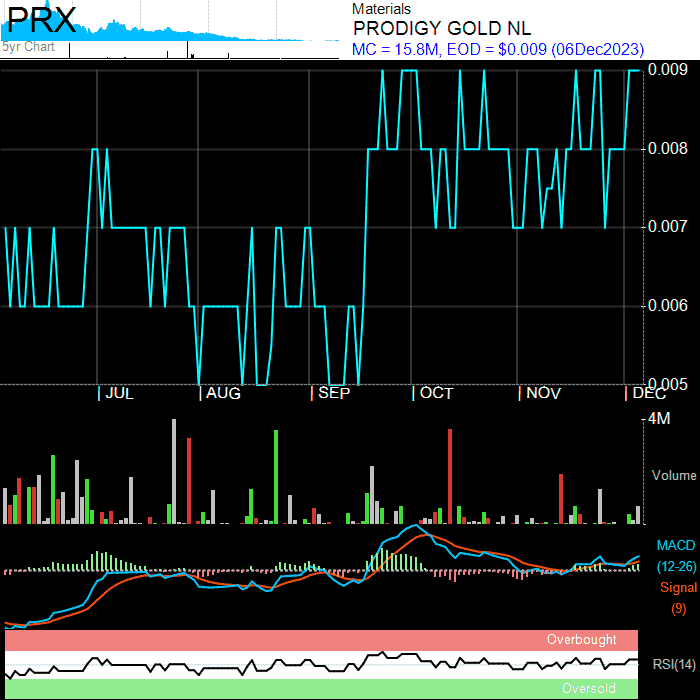 PRX
5yr Chart
Materials
PRODIGY GOLD NL
MC = 15.8M, EOD = $0.009 (06Dec2023)
0.009
0.008
0.007
0.006
0.005
JUL AUG SEP OCT NOV DEC
4M
Volume
MACD
(12-26)
Signal
(9)
Overbought
RSI(14)
Oversold